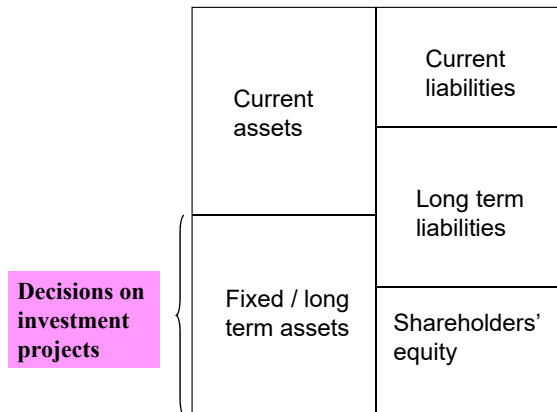 Current
assets
Current
liabilities
Long term
liabilities
Decisions on
investment
projects
Fixed / long
term assets
Shareholders’
equity